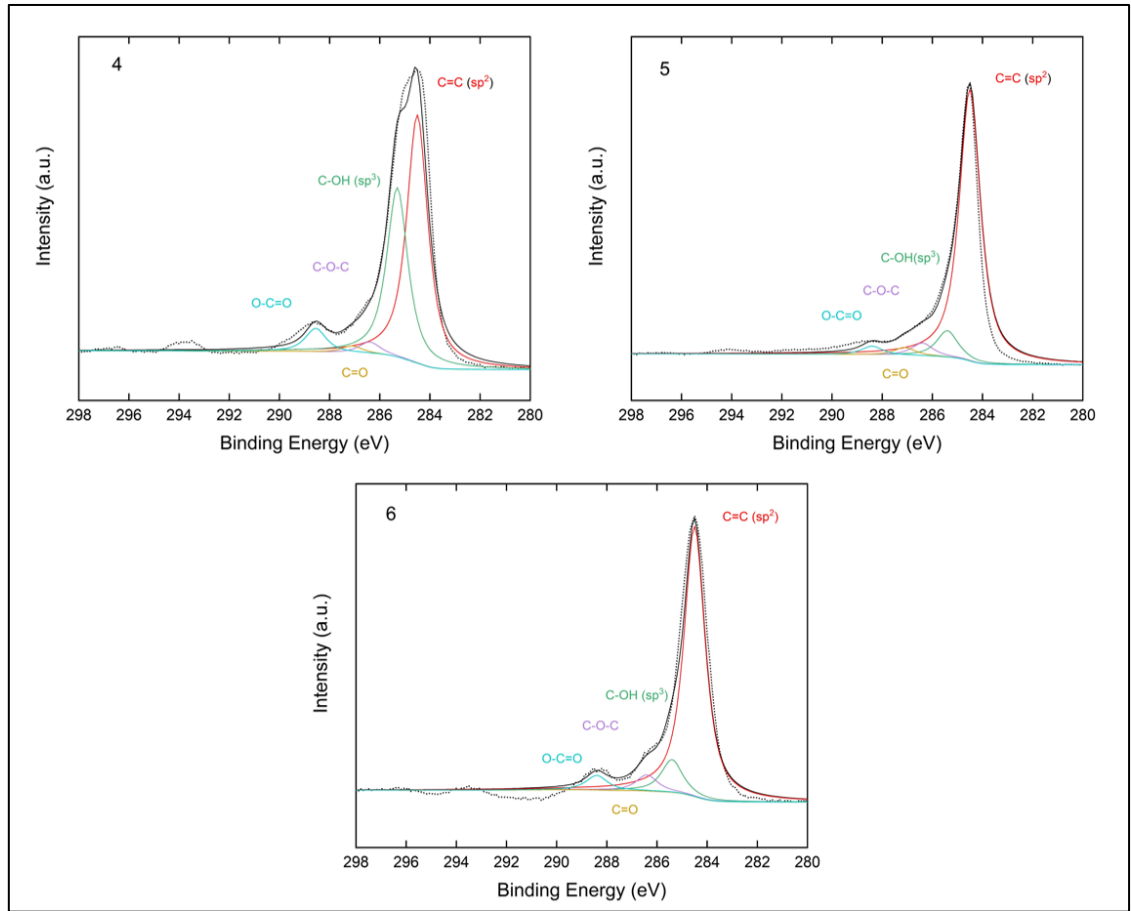 4
C=C (sp²)
C-OH (sp³)
C-O-C
O-C=O
C=O
Intensity (a.u.)
298 296 294 292 290 288 286 284 282 280
Binding Energy (eV)
5
C=C (sp²)
C-OH(sp³)
C-O-C
O-C=O
C=O
Intensity (a.u.)
298 296 294 292 290 288 286 284 282 280
Binding Energy (eV)
6
C=C (sp²)
C-OH (sp³)
C-O-C
O-C=O
C=O
Intensity (a.u.)
298 296 294 292 290 288 286 284 282 280
Binding Energy (eV)